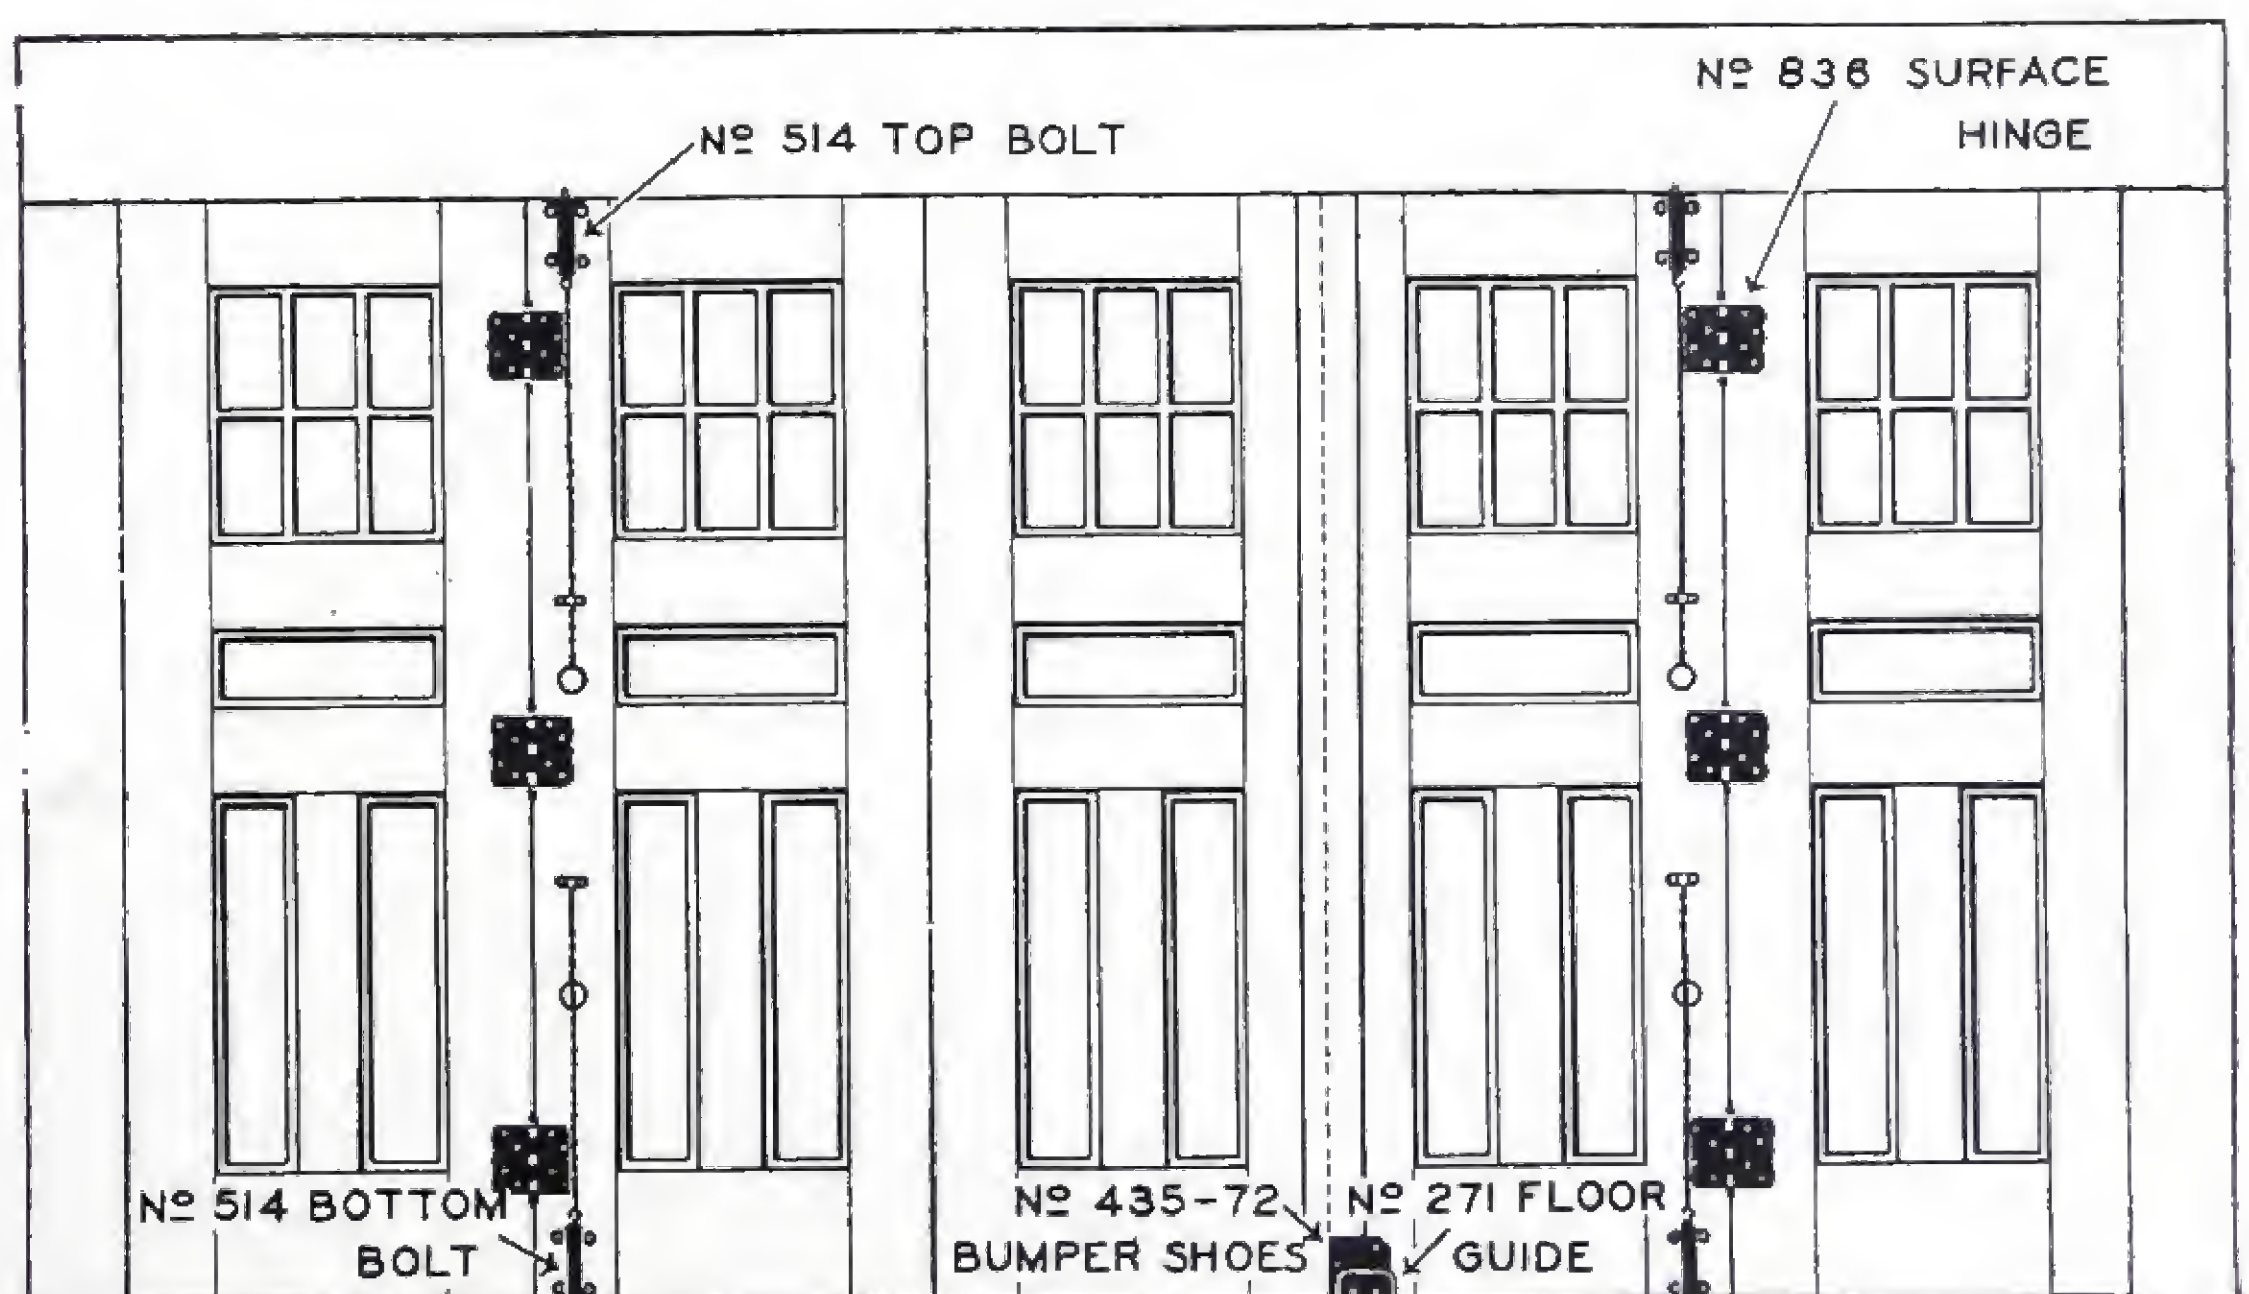 Nº 836 SURFACE
HINGE
Nº 514 TOP BOLT
Nº 514 BOTTOM
BOLT
Nº 435-72
BUMPER SHOES
Nº 271 FLOOR
GUIDE